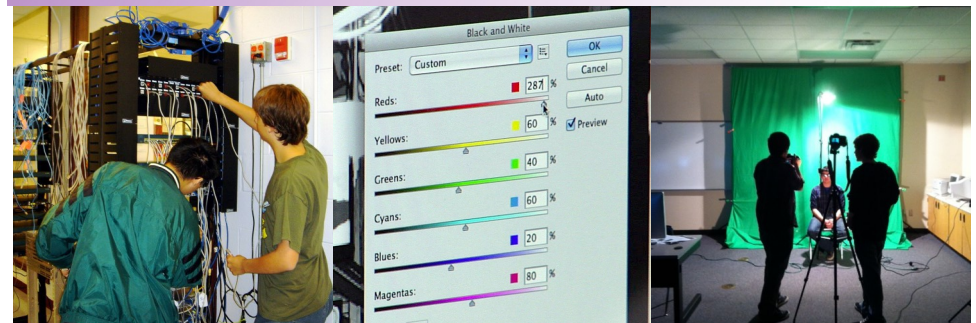 Black and White
Preset: Custom
OK
Cancel
Auto
Preview
Reds: 287 %
Yellows: 60 %
Greens: 40 %
Cyans: 60 %
Blues: 20 %
Magentas: 80 %